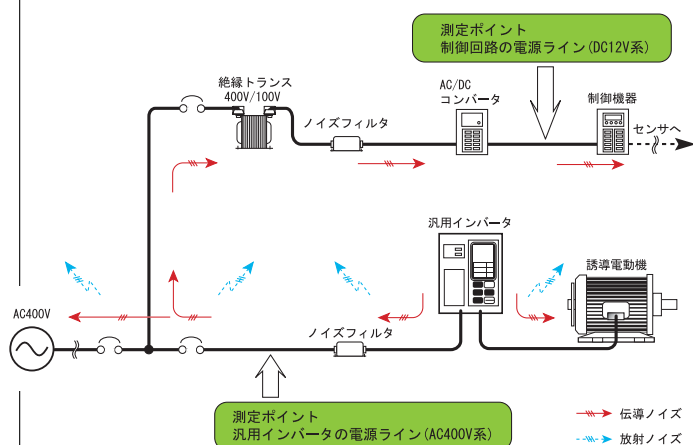 測定ポイント
制御回路の電源ライン(DC12V系)
絶縁トランス
400V/100V
ノイズフィルタ
AC/DC
コンバータ
制御機器
センサへ
汎用インバータ
誘導電動機
AC400V
ノイズフィルタ
測定ポイント
汎用インバータの電源ライン(AC400V系)
伝導ノイズ
放射ノイズ